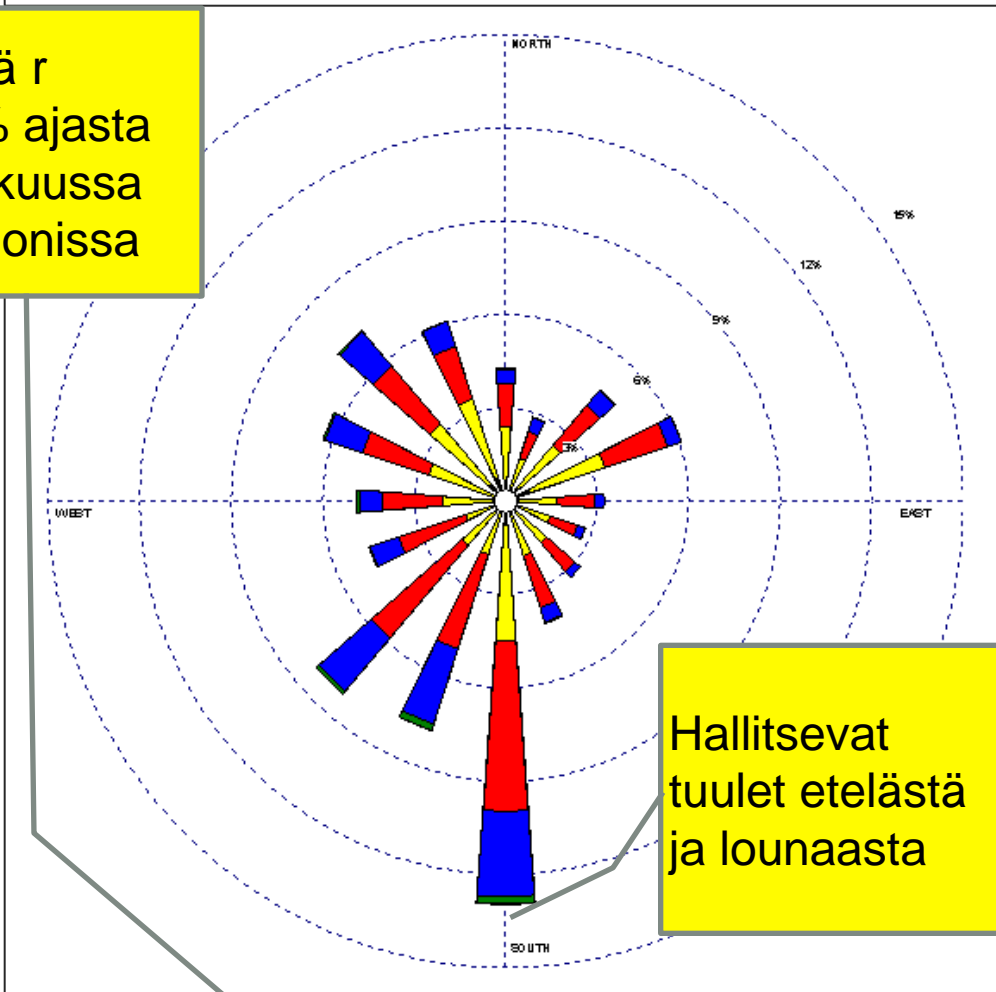 ä r
% ajasta
kuussa
onissa
NORTH
15%
12%
9%
6%
3%
WEST
EAST
Hallitsevat
tuulet etelästä
ja lounaasta
SOUTH